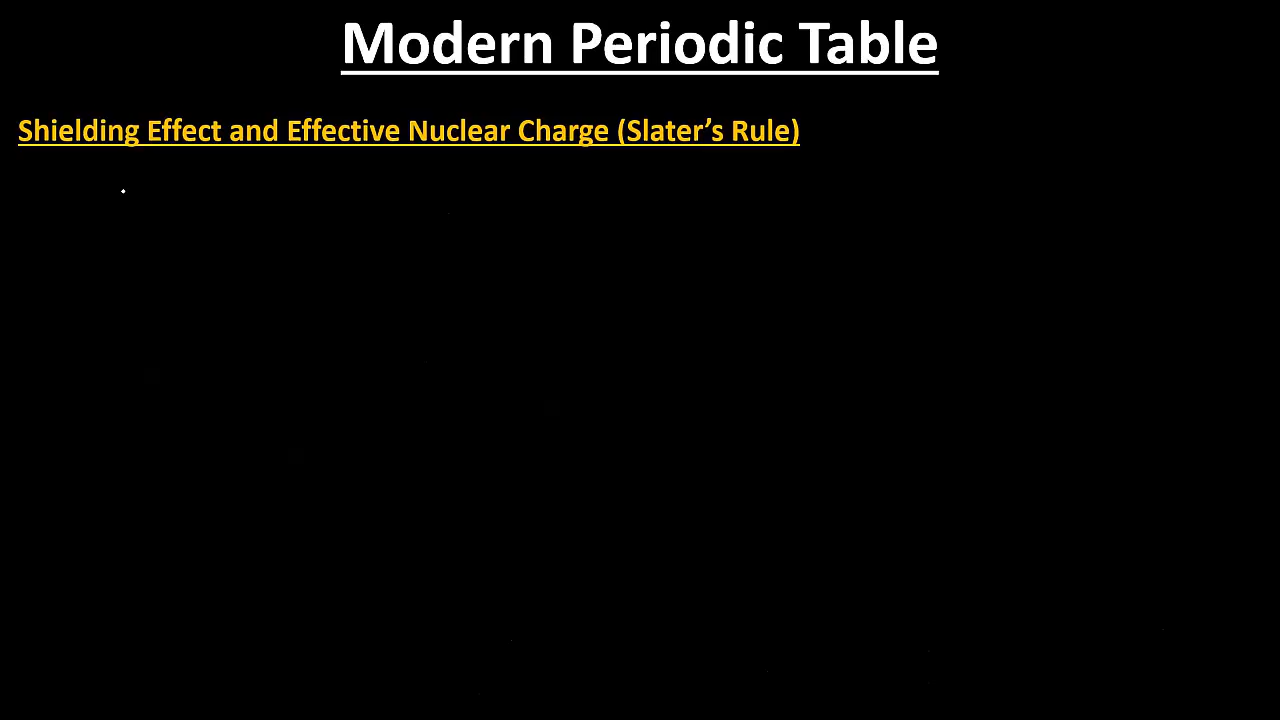 Modern Periodic Table
Shielding Effect and Effective Nuclear Charge (Slater’s Rule)